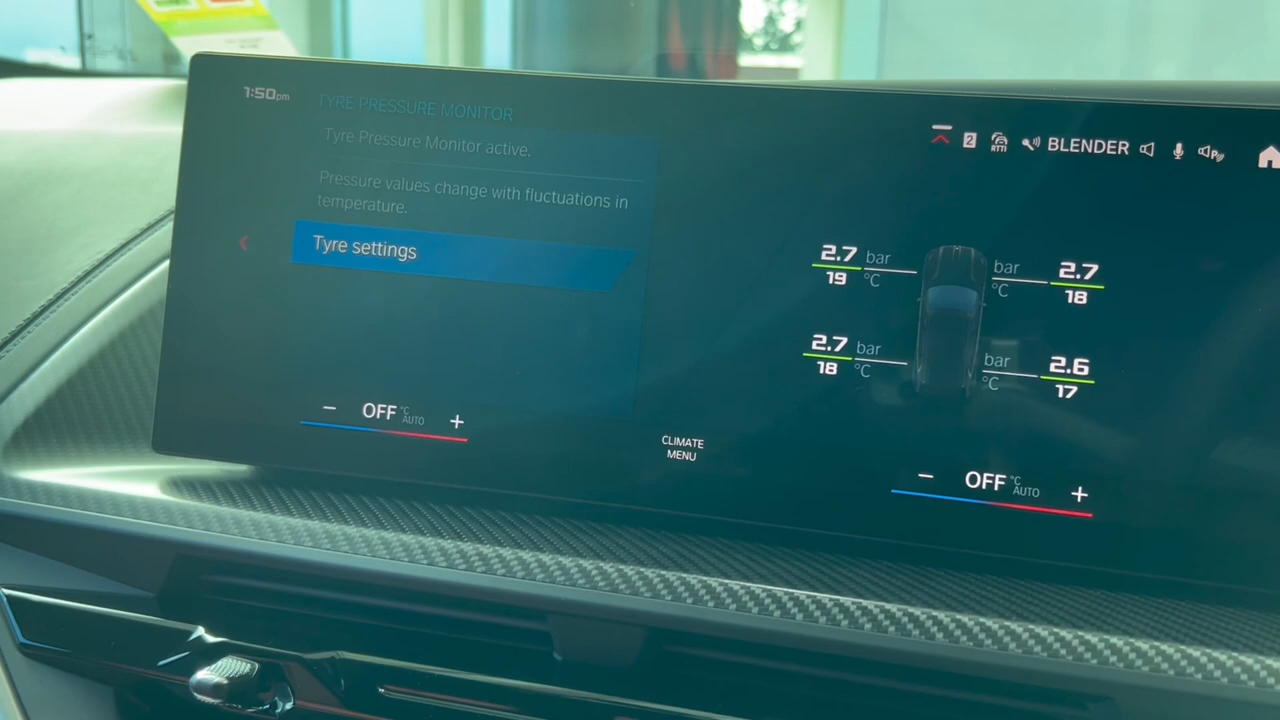 1:50pm
TYRE PRESSURE MONITOR
Tyre Pressure Monitor active.
Pressure values change with fluctuations in
temperature.
Tyre settings
2
RTTI
BLENDER
P
2.7 bar
19 °C
bar 2.7
°C 18
2.7 bar
18 °C
bar 2.6
°C 17
− OFF °C AUTO +
CLIMATE
MENU
− OFF °C AUTO +